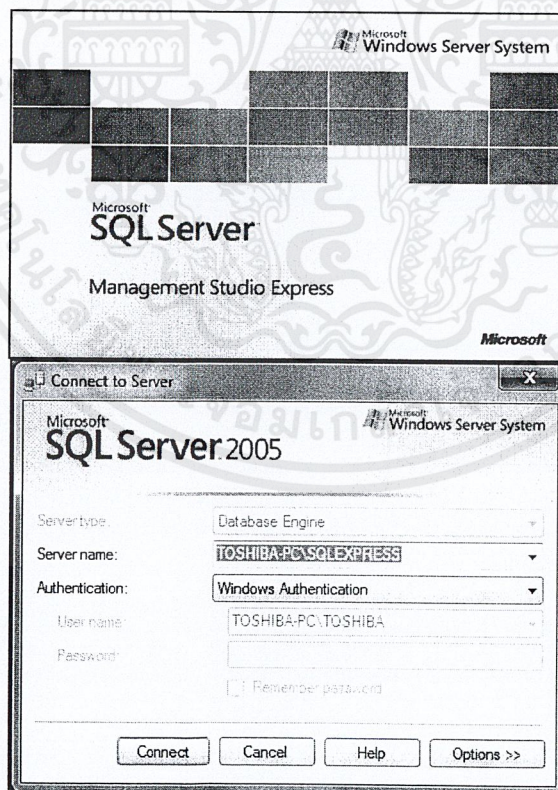 Microsoft
Windows Server System
Microsoft
SQL Server
Management Studio Express
Microsoft
Connect to Server
Microsoft
SQL Server 2005
Microsoft
Windows Server System
Server type:
Database Engine
Server name:
TOSHIBA-PC\SQLEXPRESS
Authentication:
Windows Authentication
User name:
TOSHIBA-PC\TOSHIBA
Password:
Remember password
Connect
Cancel
Help
Options >>